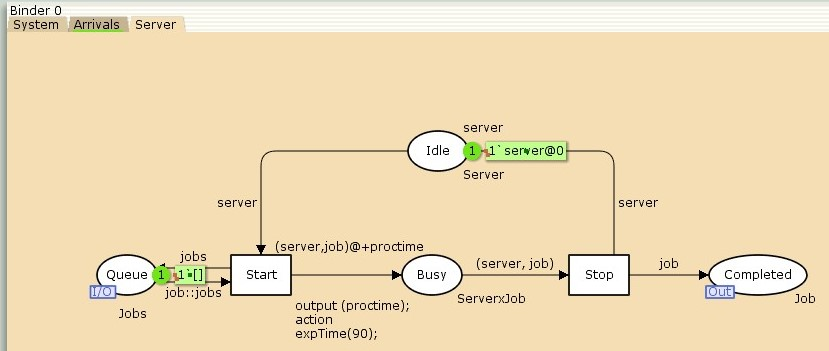 Binder 0
System Arrivals Server
server
Idle 1 1`server@0
Server
server server
(server,job)@+proctime
jobs
Queue 1 1`[] Start Busy (server, job) Stop job Completed
I/O job::jobs Out
Jobs ServerxJob Job
output (proctime);
action
expTime(90);